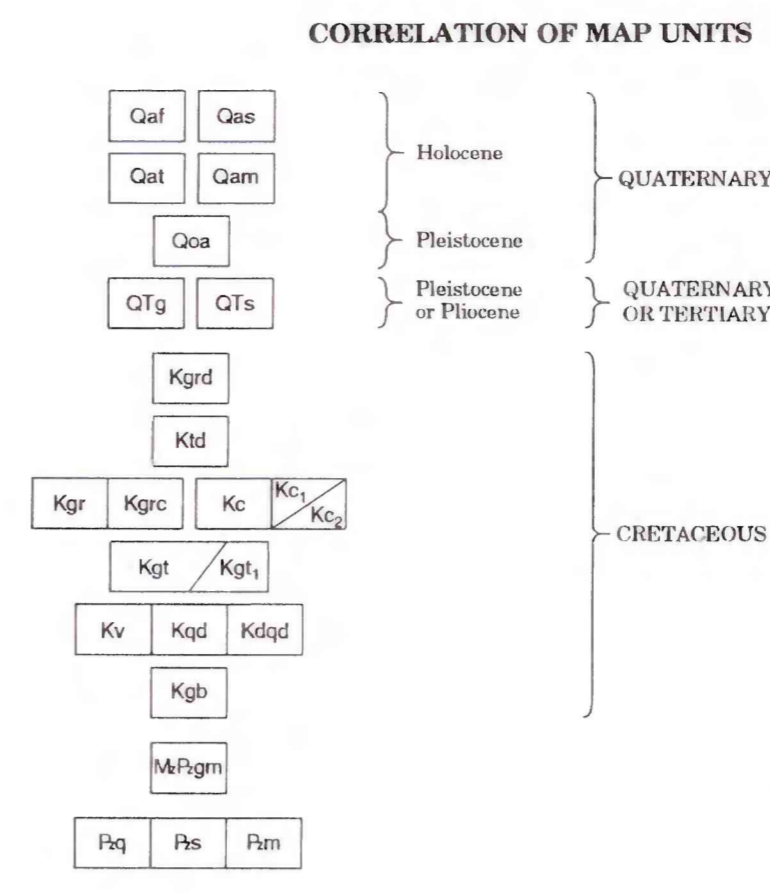 CORRELATION OF MAP UNITS
Qaf Qas
Holocene
Qat Qam
QUATERNARY
Qoa
Pleistocene
QTg QTs
Pleistocene
or Pliocene
QUATERNARY
OR TERTIARY
Kgrd
Ktd
Kgr Kgrc Kc Kc₁ Kc₂
CRETACEOUS
Kgt Kgt₁
Kv Kqd Kdqd
Kgb
MzPzgm
Pzq Pzs Pzm